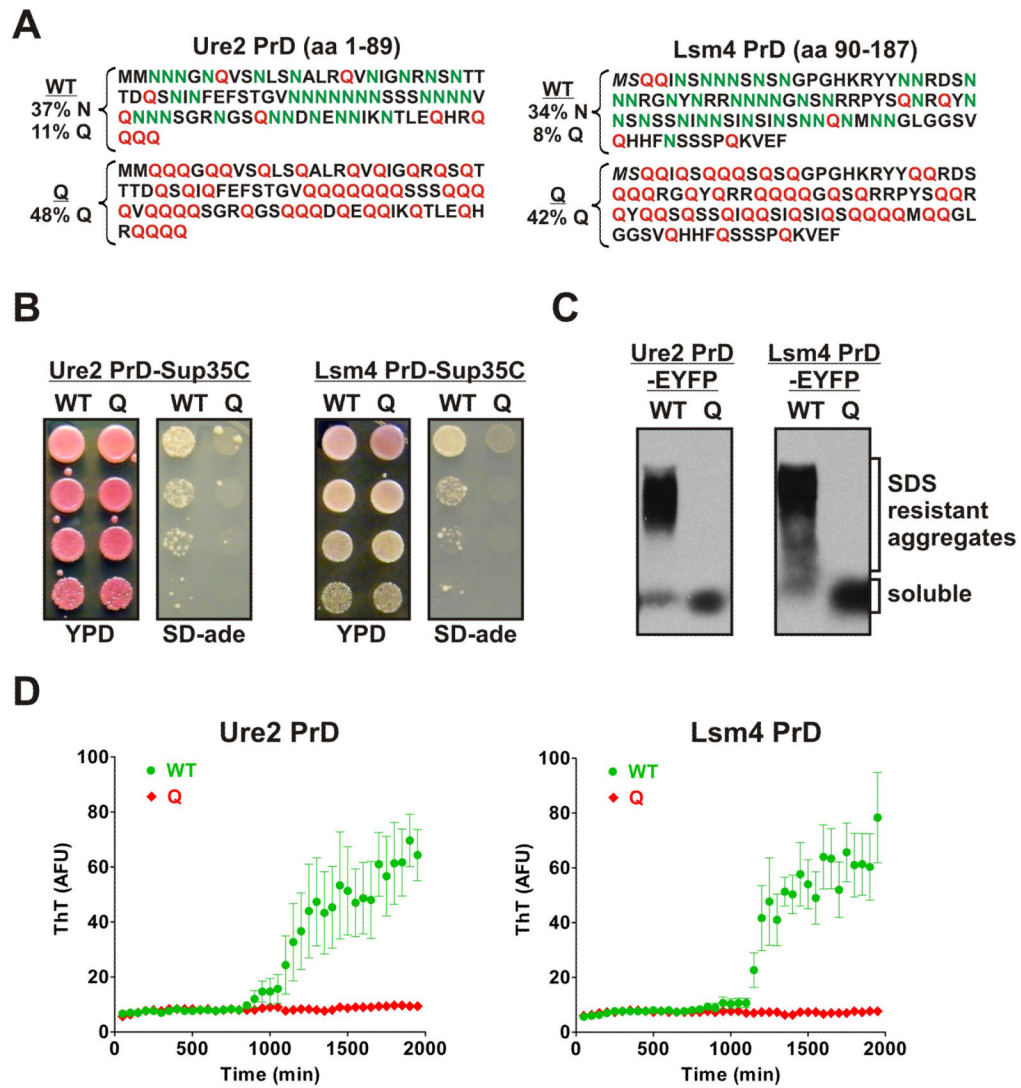 A
Ure2 PrD (aa 1-89)
WT
37% N
11% Q
MMNNNGNQVSNLSNALRQVNIGNRNSNTT
TDQSNINFEFSTGVNNNNNNNSSSNNNNV
QNNNSGRNGSQNNDNENNIKNTLEQHRQ
QQQ
Q
48% Q
MMQQQGQQVSQLSQALRQVQIGQRQSQT
TTDQSQIQFEFSTGVQQQQQQQSSSQQQ
QVQQQQSGRQGSQQQDQEQQIKQTLEQH
RQQQQ
Lsm4 PrD (aa 90-187)
WT
34% N
8% Q
MSQQINSNNNSNSNGPGHKRYYNNRDSN
NNRGNYNRRNNNNGNSNRRPYSQNRQYN
NSNSSNINNSINSINSNNQNMNNGLGGSV
QHHFNSSSPQKVEF
Q
42% Q
MSQQIQSQQQSQSQGPGHKRYYQQRDS
QQQRGQYQRRQQQQGQSQRRPYSQQR
QYQQSQSSQIQQSIQSIQSQQQQMQQGL
GGSVQHHFQSSSPQKVEF
B
Ure2 PrD-Sup35C
WT Q WT Q
YPD SD-ade
Lsm4 PrD-Sup35C
WT Q WT Q
YPD SD-ade
C
Ure2 PrD
-EYFP
WT Q
Lsm4 PrD
-EYFP
WT Q
SDS
resistant
aggregates
soluble
D
Ure2 PrD
WT
Q
ThT (AFU)
100
80
60
40
20
0
0 500 1000 1500 2000
Time (min)
Lsm4 PrD
WT
Q
ThT (AFU)
100
80
60
40
20
0
0 500 1000 1500 2000
Time (min)